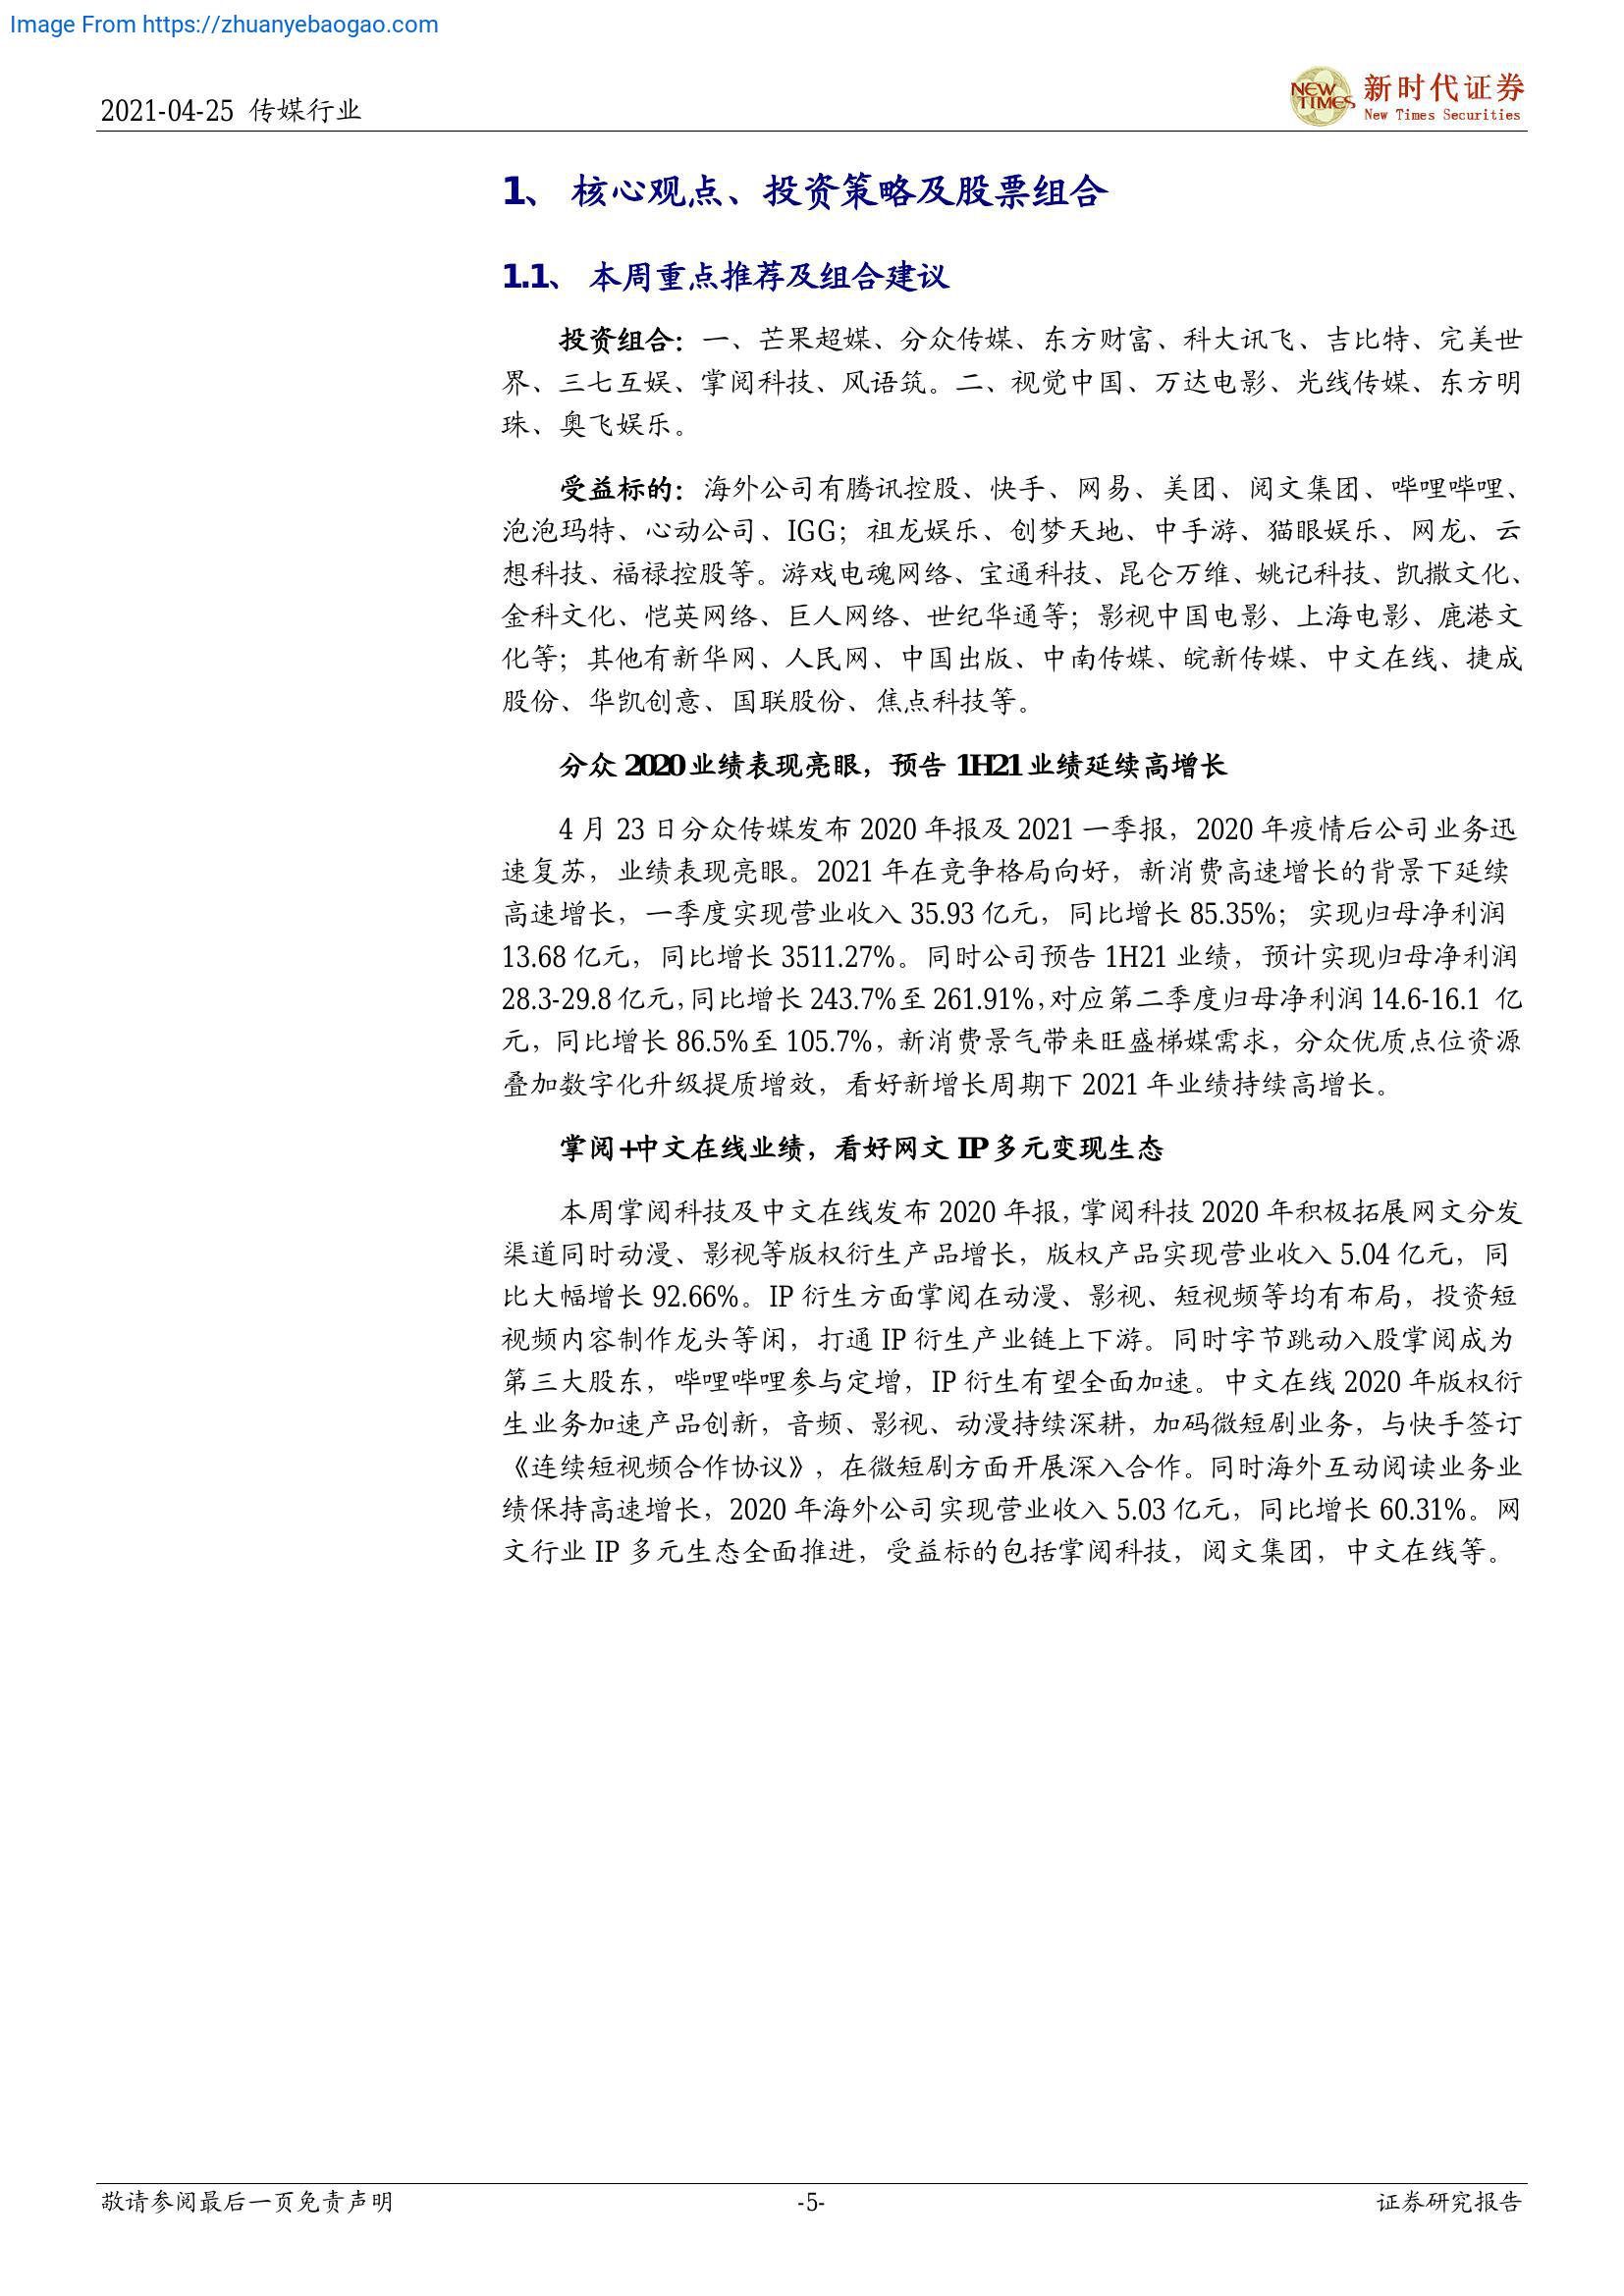 Image From https://zhuanyebaogao.com
2021-04-25 传媒行业
NEW TIMES
新时代证券
New Times Securities
1、 核心观点、投资策略及股票组合
1.1、 本周重点推荐及组合建议
投资组合：一、芒果超媒、分众传媒、东方财富、科大讯飞、吉比特、完美世
界、三七互娱、掌阅科技、风语筑。二、视觉中国、万达电影、光线传媒、东方明
珠、奥飞娱乐。
受益标的：海外公司有腾讯控股、快手、网易、美团、阅文集团、哔哩哔哩、
泡泡玛特、心动公司、IGG；祖龙娱乐、创梦天地、中手游、猫眼娱乐、网龙、云
想科技、福禄控股等。游戏电魂网络、宝通科技、昆仑万维、姚记科技、凯撒文化、
金科文化、恺英网络、巨人网络、世纪华通等；影视中国电影、上海电影、鹿港文
化等；其他有新华网、人民网、中国出版、中南传媒、皖新传媒、中文在线、捷成
股份、华凯创意、国联股份、焦点科技等。
分众 2020 业绩表现亮眼，预告 1H21 业绩延续高增长
4 月 23 日分众传媒发布 2020 年报及 2021 一季报，2020 年疫情后公司业务迅
速复苏，业绩表现亮眼。2021 年在竞争格局向好，新消费高速增长的背景下延续
高速增长，一季度实现营业收入 35.93 亿元，同比增长 85.35%；实现归母净利润
13.68 亿元，同比增长 3511.27%。同时公司预告 1H21 业绩，预计实现归母净利润
28.3-29.8 亿元，同比增长 243.7%至 261.91%，对应第二季度归母净利润 14.6-16.1 亿
元，同比增长 86.5%至 105.7%，新消费景气带来旺盛梯媒需求，分众优质点位资源
叠加数字化升级提质增效，看好新增长周期下 2021 年业绩持续高增长。
掌阅+中文在线业绩，看好网文 IP 多元变现生态
本周掌阅科技及中文在线发布 2020 年报，掌阅科技 2020 年积极拓展网文分发
渠道同时动漫、影视等版权衍生产品增长，版权产品实现营业收入 5.04 亿元，同
比大幅增长 92.66%。IP 衍生方面掌阅在动漫、影视、短视频等均有布局，投资短
视频内容制作龙头等闲，打通 IP 衍生产业链上下游。同时字节跳动入股掌阅成为
第三大股东，哔哩哔哩参与定增，IP 衍生有望全面加速。中文在线 2020 年版权衍
生业务加速产品创新，音频、影视、动漫持续深耕，加码微短剧业务，与快手签订
《连续短视频合作协议》，在微短剧方面开展深入合作。同时海外互动阅读业务业
绩保持高速增长，2020 年海外公司实现营业收入 5.03 亿元，同比增长 60.31%。网
文行业 IP 多元生态全面推进，受益标的包括掌阅科技，阅文集团，中文在线等。
敬请参阅最后一页免责声明
-5-
证券研究报告